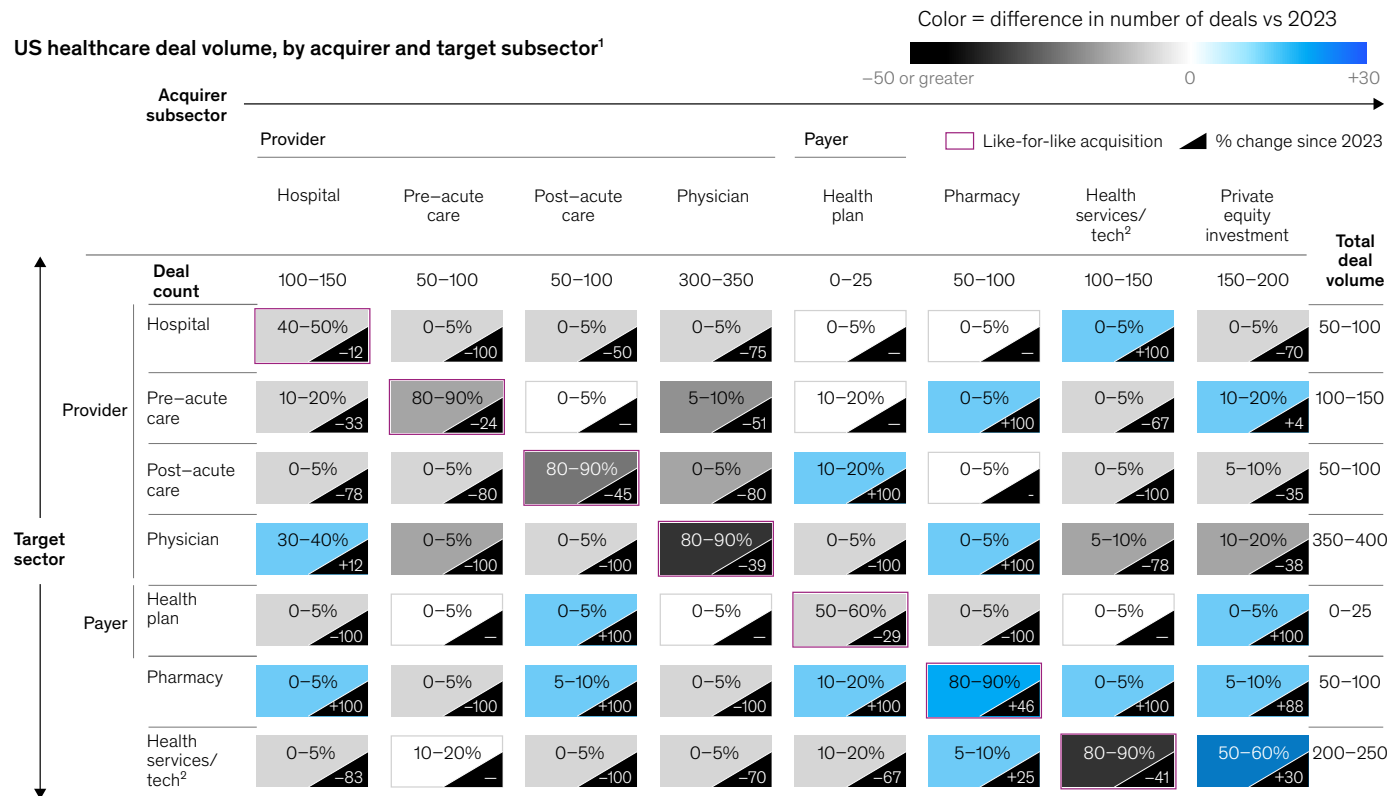 Color = difference in number of deals vs 2023
US healthcare deal volume, by acquirer and target subsector¹
−50 or greater 0 +30
Acquirer
subsector
Provider Payer Like-for-like acquisition % change since 2023
Hospital Pre–acute care Post–acute care Physician Health plan Pharmacy Health services/ tech² Private equity investment Total deal volume
Deal count 100–150 50–100 50–100 300–350 0–25 50–100 100–150 150–200
Hospital 40–50% 0–5% 0–5% 0–5% 0–5% 0–5% 0–5% 0–5% 50–100
−12 −100 −50 −75 — — +100 −70
Provider
Pre–acute care 10–20% 80–90% 0–5% 5–10% 10–20% 0–5% 0–5% 10–20% 100–150
−33 −24 — −51 — +100 −67 +4
Post–acute care 0–5% 0–5% 80–90% 0–5% 10–20% 0–5% 0–5% 5–10% 50–100
−78 −80 −45 −80 +100 - −100 −35
Target
sector
Physician 30–40% 0–5% 0–5% 80–90% 0–5% 0–5% 5–10% 10–20% 350–400
+12 −100 −100 −39 −100 +100 −78 −38
Payer
Health plan 0–5% 0–5% 0–5% 0–5% 50–60% 0–5% 0–5% 0–5% 0–25
−100 — +100 — −29 −100 — +100
Pharmacy 0–5% 0–5% 5–10% 0–5% 10–20% 80–90% 0–5% 5–10% 50–100
+100 −100 +100 −100 +100 +46 +100 +88
Health services/ tech² 0–5% 10–20% 0–5% 0–5% 10–20% 5–10% 80–90% 50–60% 200–250
−83 — −100 −70 −67 +25 −41 +30